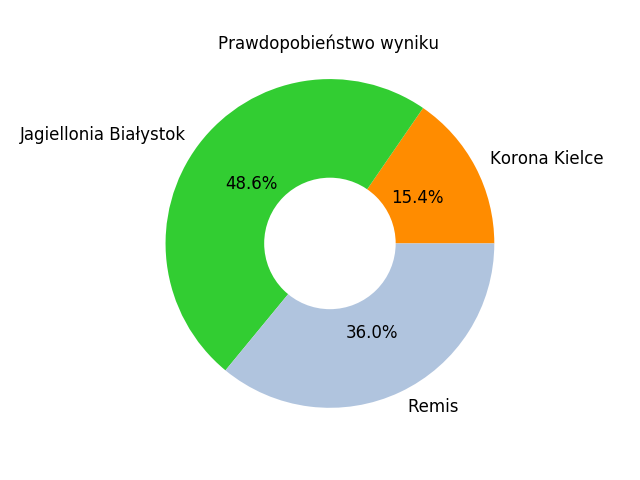 Prawdopobieństwo wyniku
Jagiellonia Białystok
Korona Kielce
48.6%
15.4%
36.0%
Remis